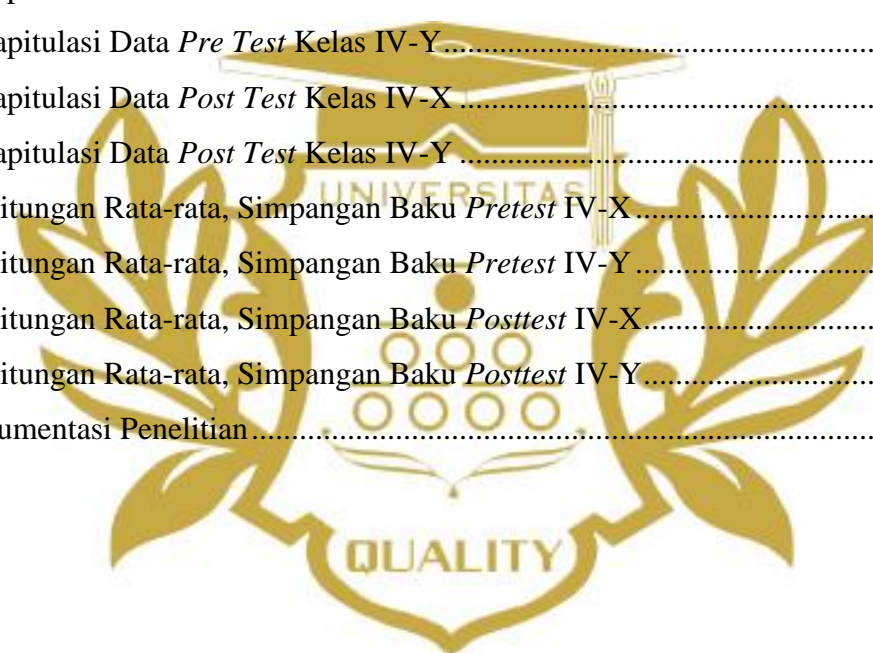 apitulasi Data Pre Test Kelas IV-Y
apitulasi Data Post Test Kelas IV-X
apitulasi Data Post Test Kelas IV-Y
UNIVERSITAS
itungan Rata-rata, Simpangan Baku Pretest IV-X
itungan Rata-rata, Simpangan Baku Pretest IV-Y
itungan Rata-rata, Simpangan Baku Posttest IV-X
itungan Rata-rata, Simpangan Baku Posttest IV-Y
umentasi Penelitian
QUALITY